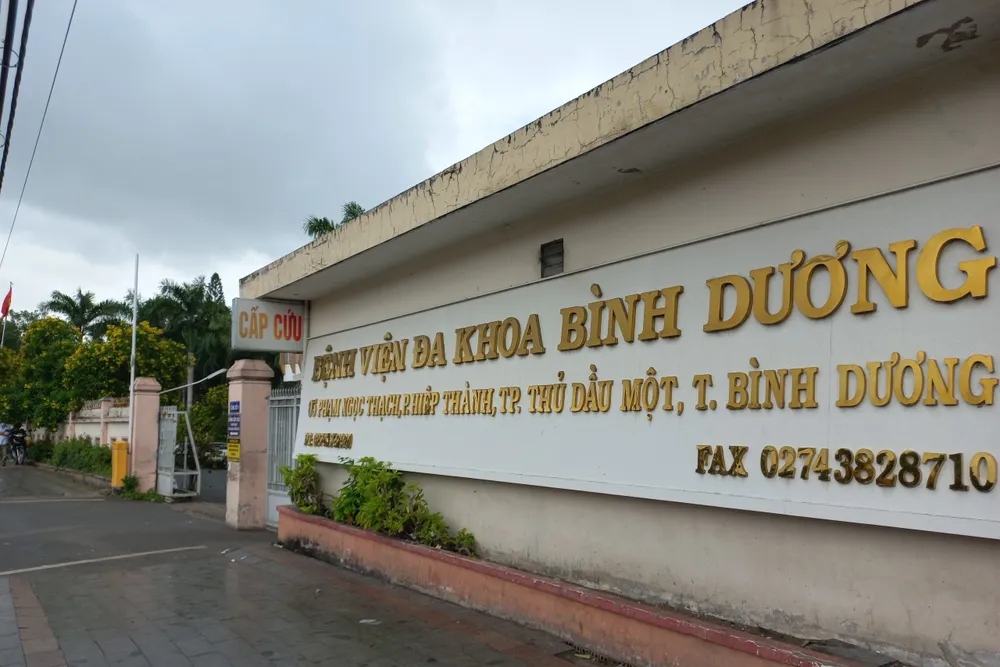 CẤP CỨU
BỆNH VIỆN ĐA KHOA BÌNH DƯƠNG
05 PHẠM NGỌC THẠCH, P. HIỆP THÀNH, TP. THỦ DẦU MỘT, T. BÌNH DƯƠNG
FAX 02743828710